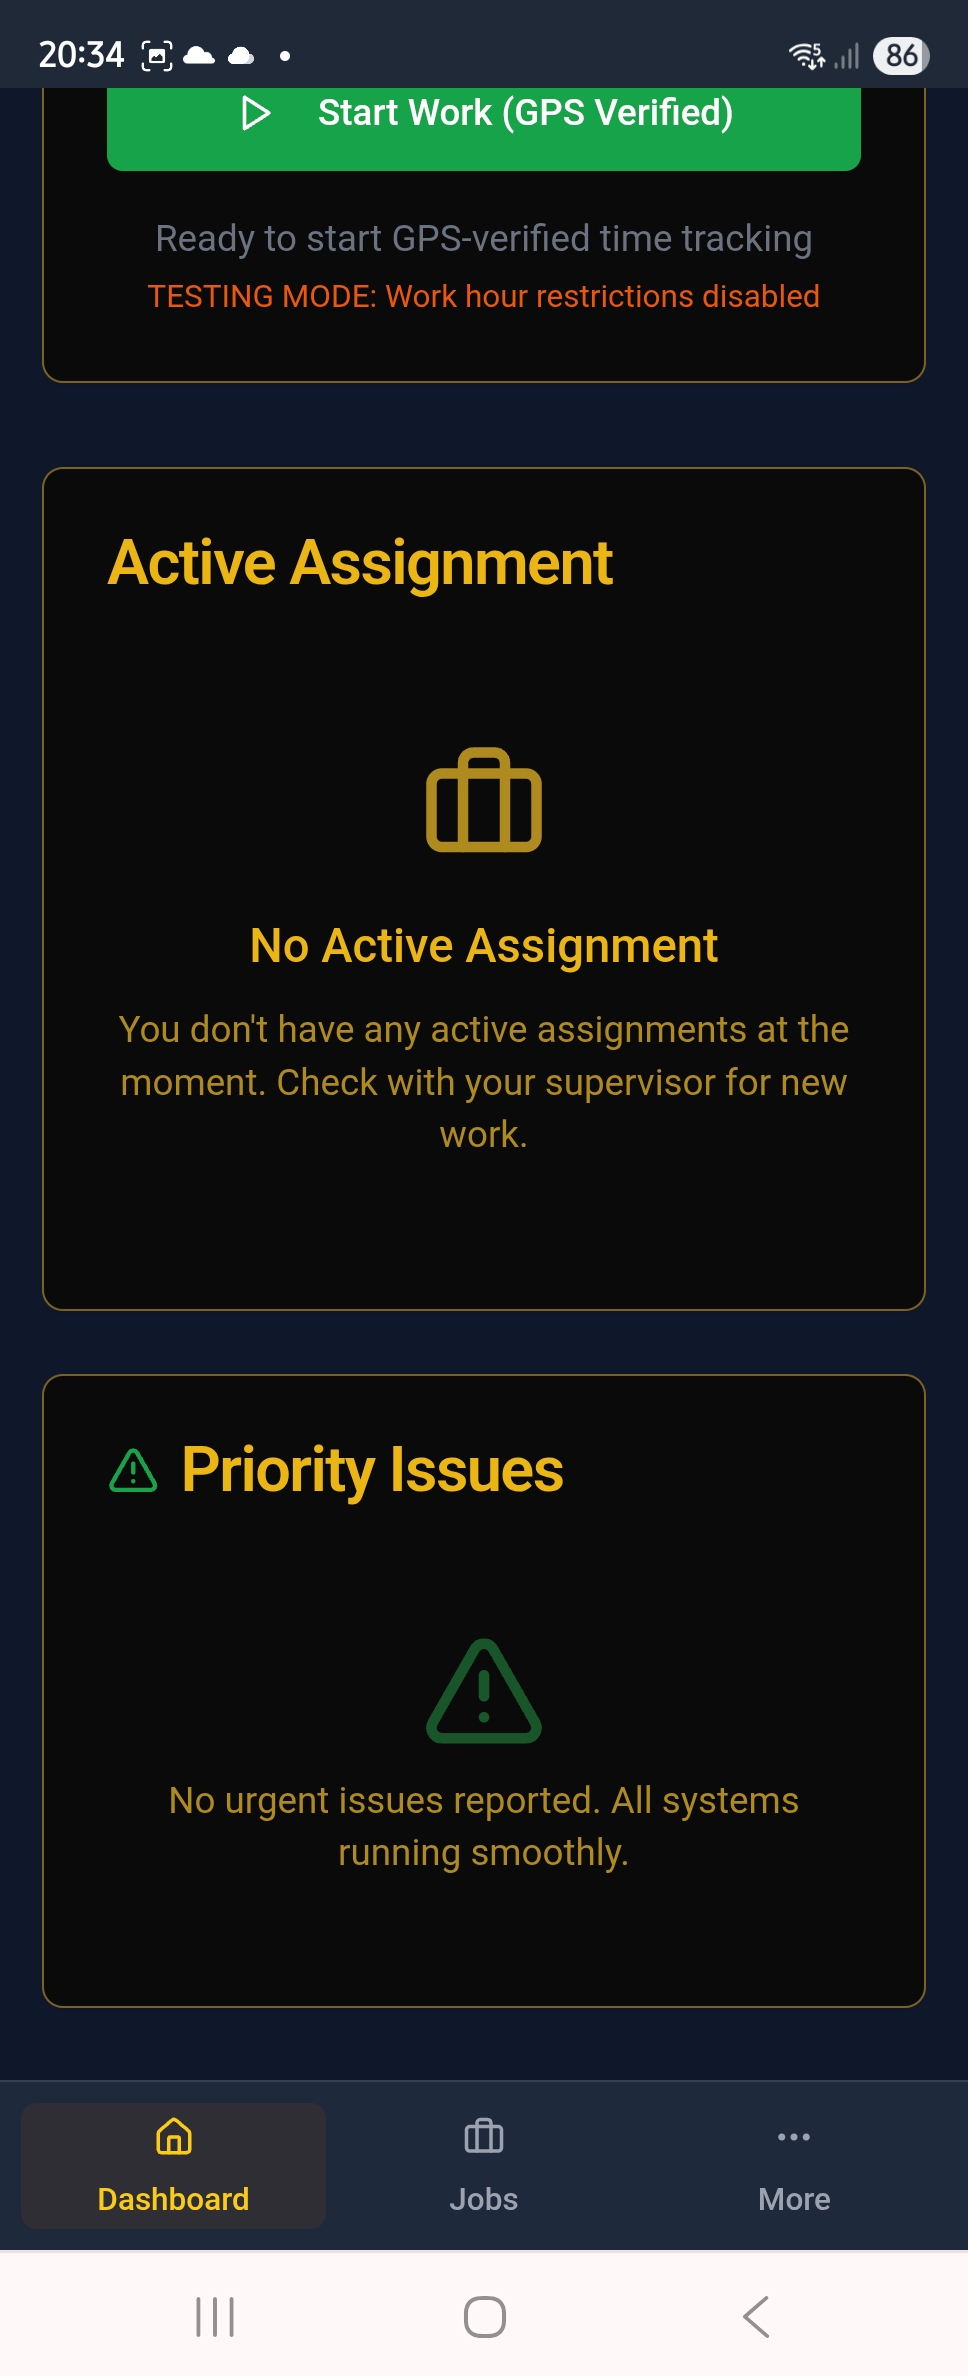 20:34
5
86
Start Work (GPS Verified)
Ready to start GPS-verified time tracking
TESTING MODE: Work hour restrictions disabled
Active Assignment
No Active Assignment
You don't have any active assignments at the
moment. Check with your supervisor for new
work.
Priority Issues
No urgent issues reported. All systems
running smoothly.
Dashboard
Jobs
More